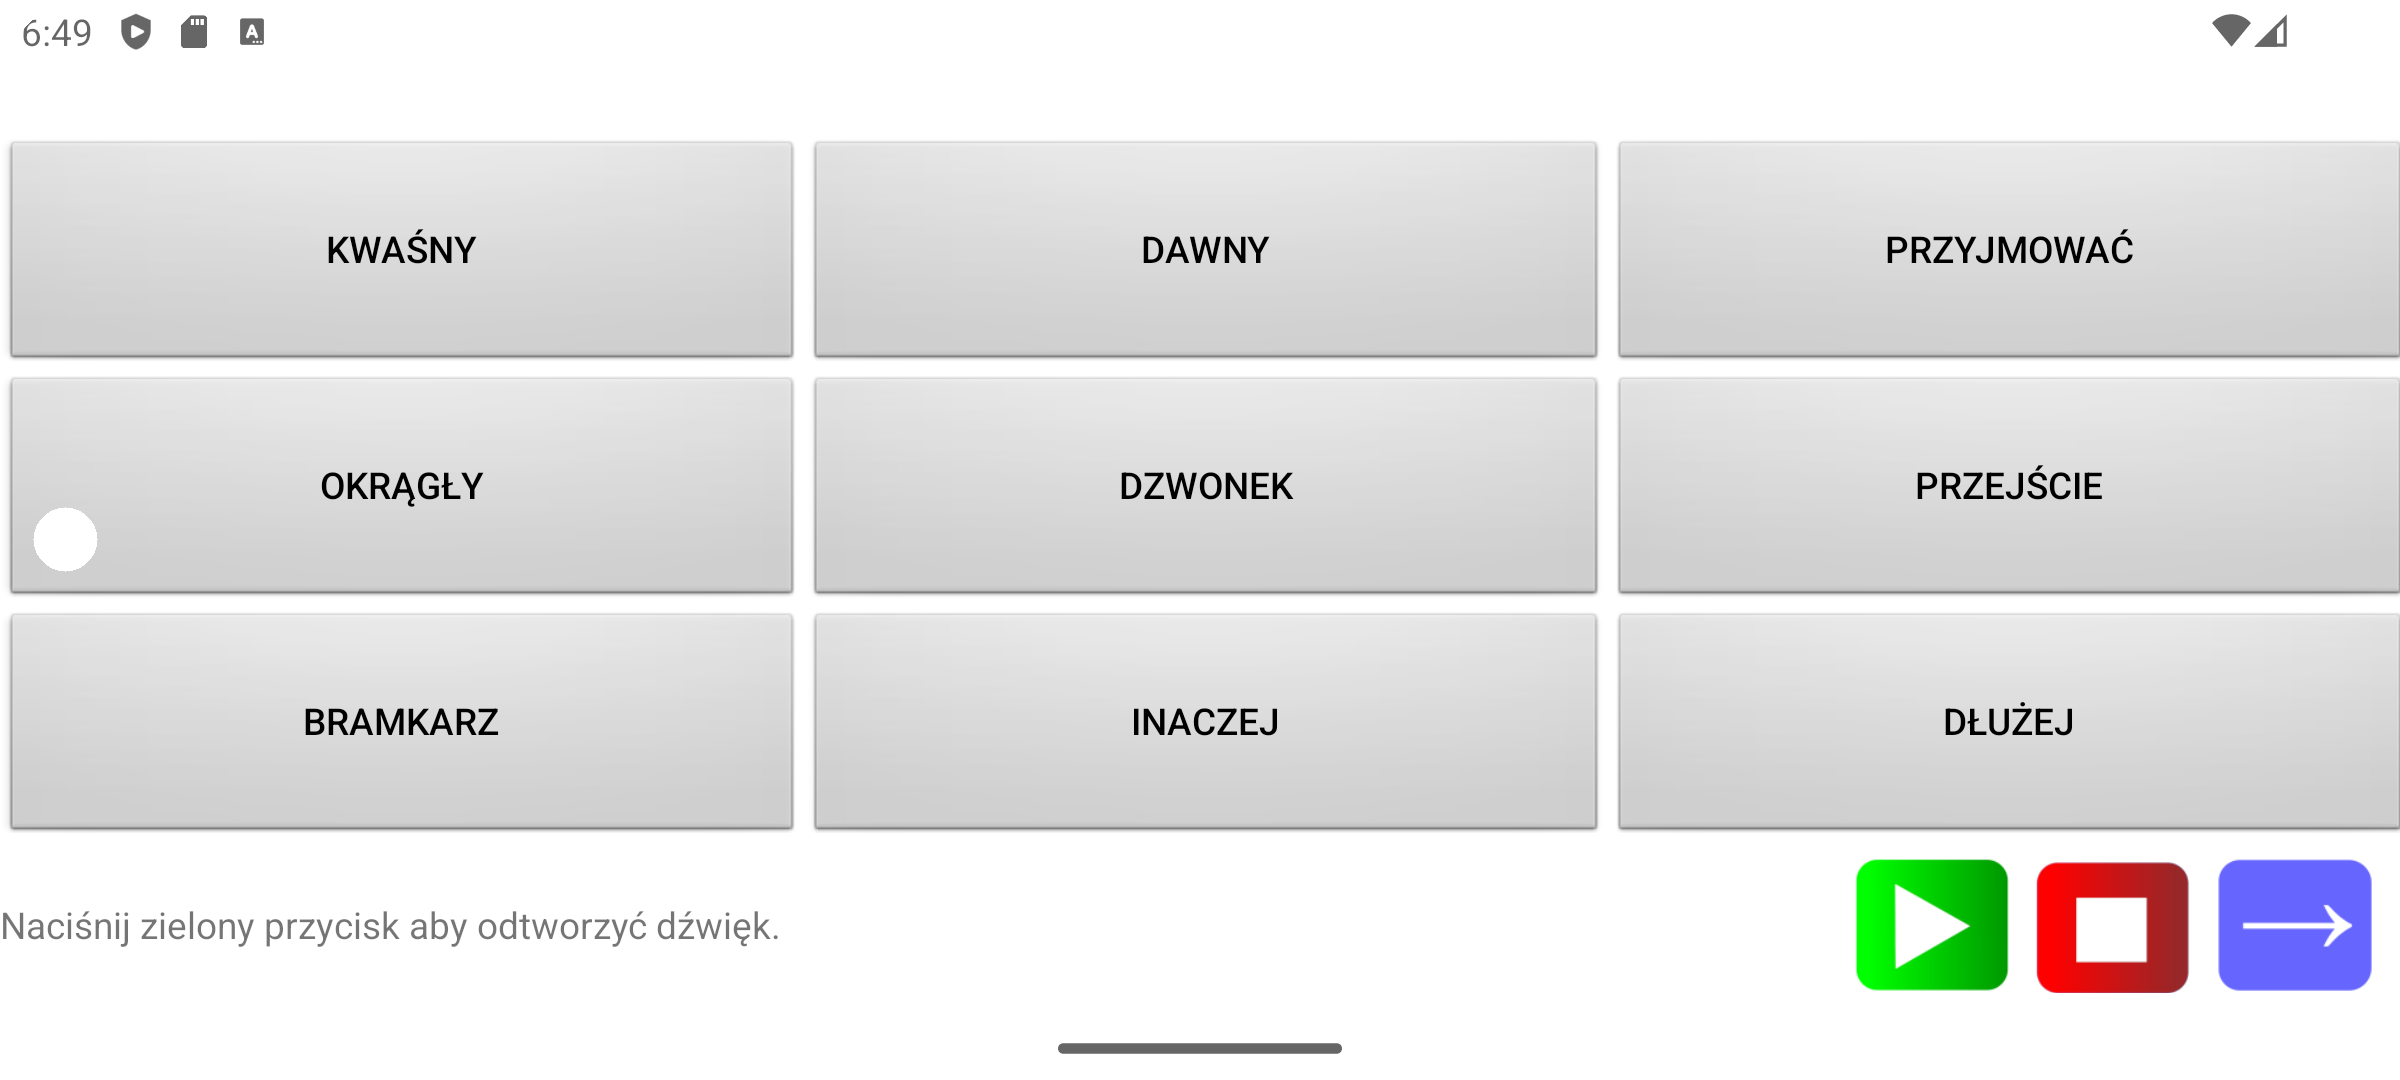 6:49
KWAŚNY
DAWNY
PRZYJMOWAĆ
OKRĄGŁY
DZWONEK
PRZEJŚCIE
BRAMKARZ
INACZEJ
DŁUŻEJ
Naciśnij zielony przycisk aby odtworzyć dźwięk.